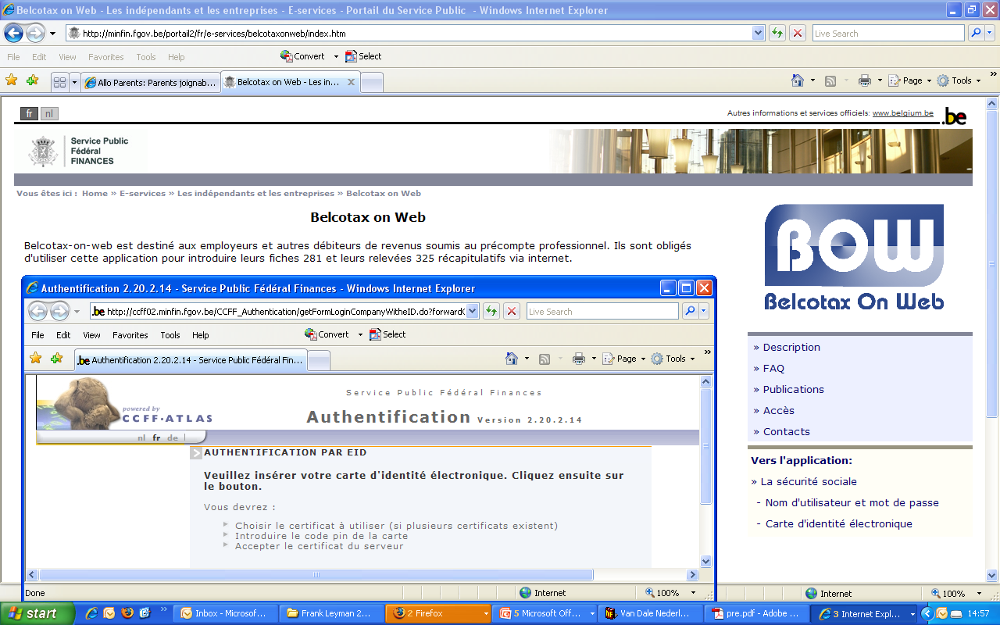 Belcotax on Web - Les indépendants et les entreprises - E-services - Portail du Service Public - Windows Internet Explorer
http://minfin.fgov.be/portail2/fr/e-services/belcotaxonweb/index.htm
Live Search
File Edit View Favorites Tools Help
Convert Select
Allo Parents: Parents joignab...
Belcotax on Web - Les in...
Page Tools
fr nl
Autres informations et services officiels: www.belgium.be
.be
Service Public
Fédéral
FINANCES
Vous êtes ici : Home » E-services » Les indépendants et les entreprises » Belcotax on Web
Belcotax on Web
Belcotax-on-web est destiné aux employeurs et autres débiteurs de revenus soumis au précompte professionnel. Ils sont obligés
d'utiliser cette application pour introduire leurs fiches 281 et leurs relevées 325 récapitulatifs via internet.
BOW
Belcotax On Web
» Description
» FAQ
» Publications
» Accès
» Contacts
Vers l'application:
» La sécurité sociale
- Nom d'utilisateur et mot de passe
- Carte d'identité électronique
Authentification 2.20.2.14 - Service Public Fédéral Finances - Windows Internet Explorer
.be http://ccff02.minfin.fgov.be/CCFF_Authentication/getFormLoginCompanyWitheID.do?forward
Live Search
File Edit View Favorites Tools Help
Convert Select
.be Authentification 2.20.2.14 - Service Public Fédéral Fin...
Page Tools
powered by
CCFF·ATLAS
Service Public Fédéral Finances
Authentification Version 2.20.2.14
nl fr de |
AUTHENTIFICATION PAR EID
Veuillez insérer votre carte d'identité électronique. Cliquez ensuite sur
le bouton.
Vous devrez :
Choisir le certificat à utiliser (si plusieurs certificats existent)
Introduire le code pin de la carte
Accepter le certificat du serveur
Done Internet 100%
Internet 100%
start
Inbox - Microsof...
Frank Leyman 2...
2 Firefox
5 Microsoft Off...
Van Dale Nederl...
pre.pdf - Adobe ...
3 Internet Expl...
14:57